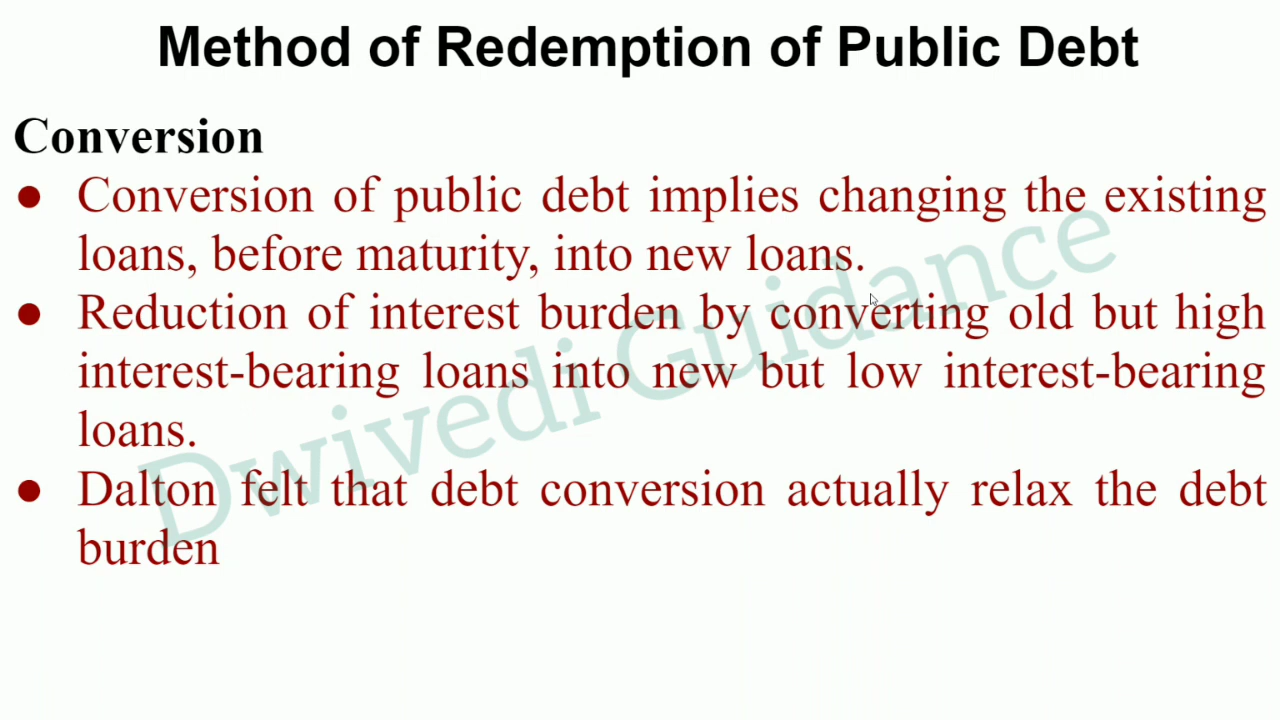 Method of Redemption of Public Debt
Conversion
● Conversion of public debt implies changing the existing
loans, before maturity, into new loans.
● Reduction of interest burden by converting old but high
interest-bearing loans into new but low interest-bearing
loans.
● Dalton felt that debt conversion actually relax the debt
burden
Dwivedi Guidance